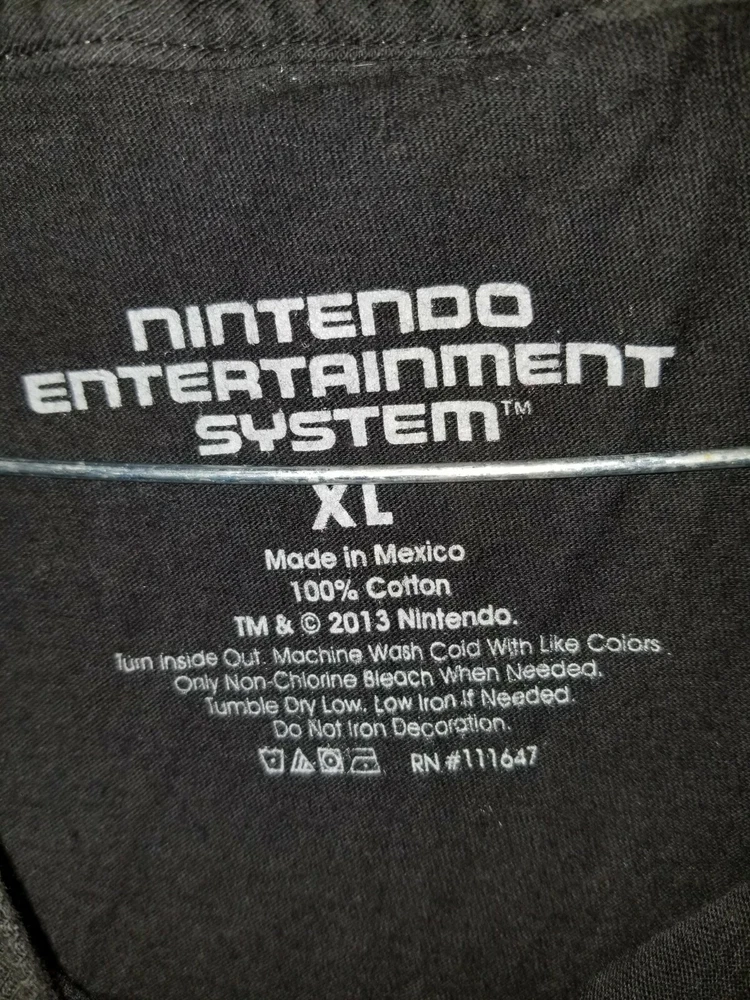 NINTENDO
ENTERTAINMENT
SYSTEM™
XL
Made in Mexico
100% Cotton
TM & © 2013 Nintendo.
Turn Inside Out. Machine Wash Cold With Like Colors.
Only Non-Chlorine Bleach When Needed.
Tumble Dry Low. Low Iron If Needed.
Do Not Iron Decoration.
RN #111647